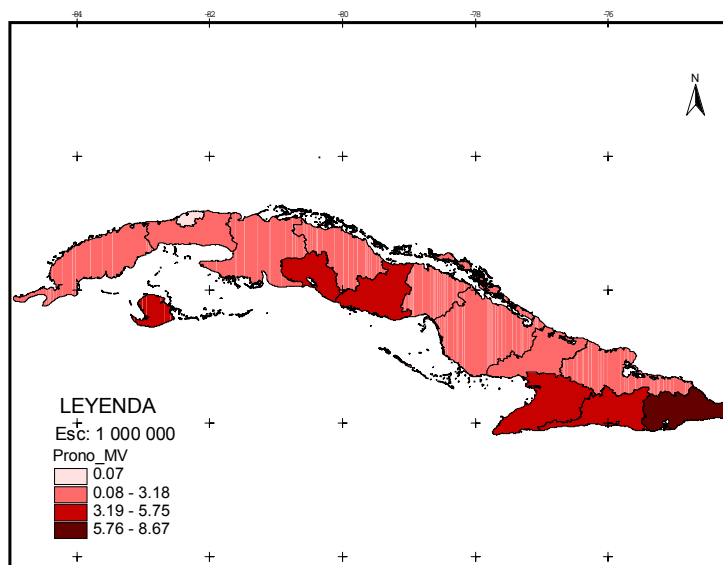 -84 -82 -80 -78 -76
N
LEYENDA
Esc: 1 000 000
Prono_MV
0.07
0.08 - 3.18
3.19 - 5.75
5.76 - 8.67